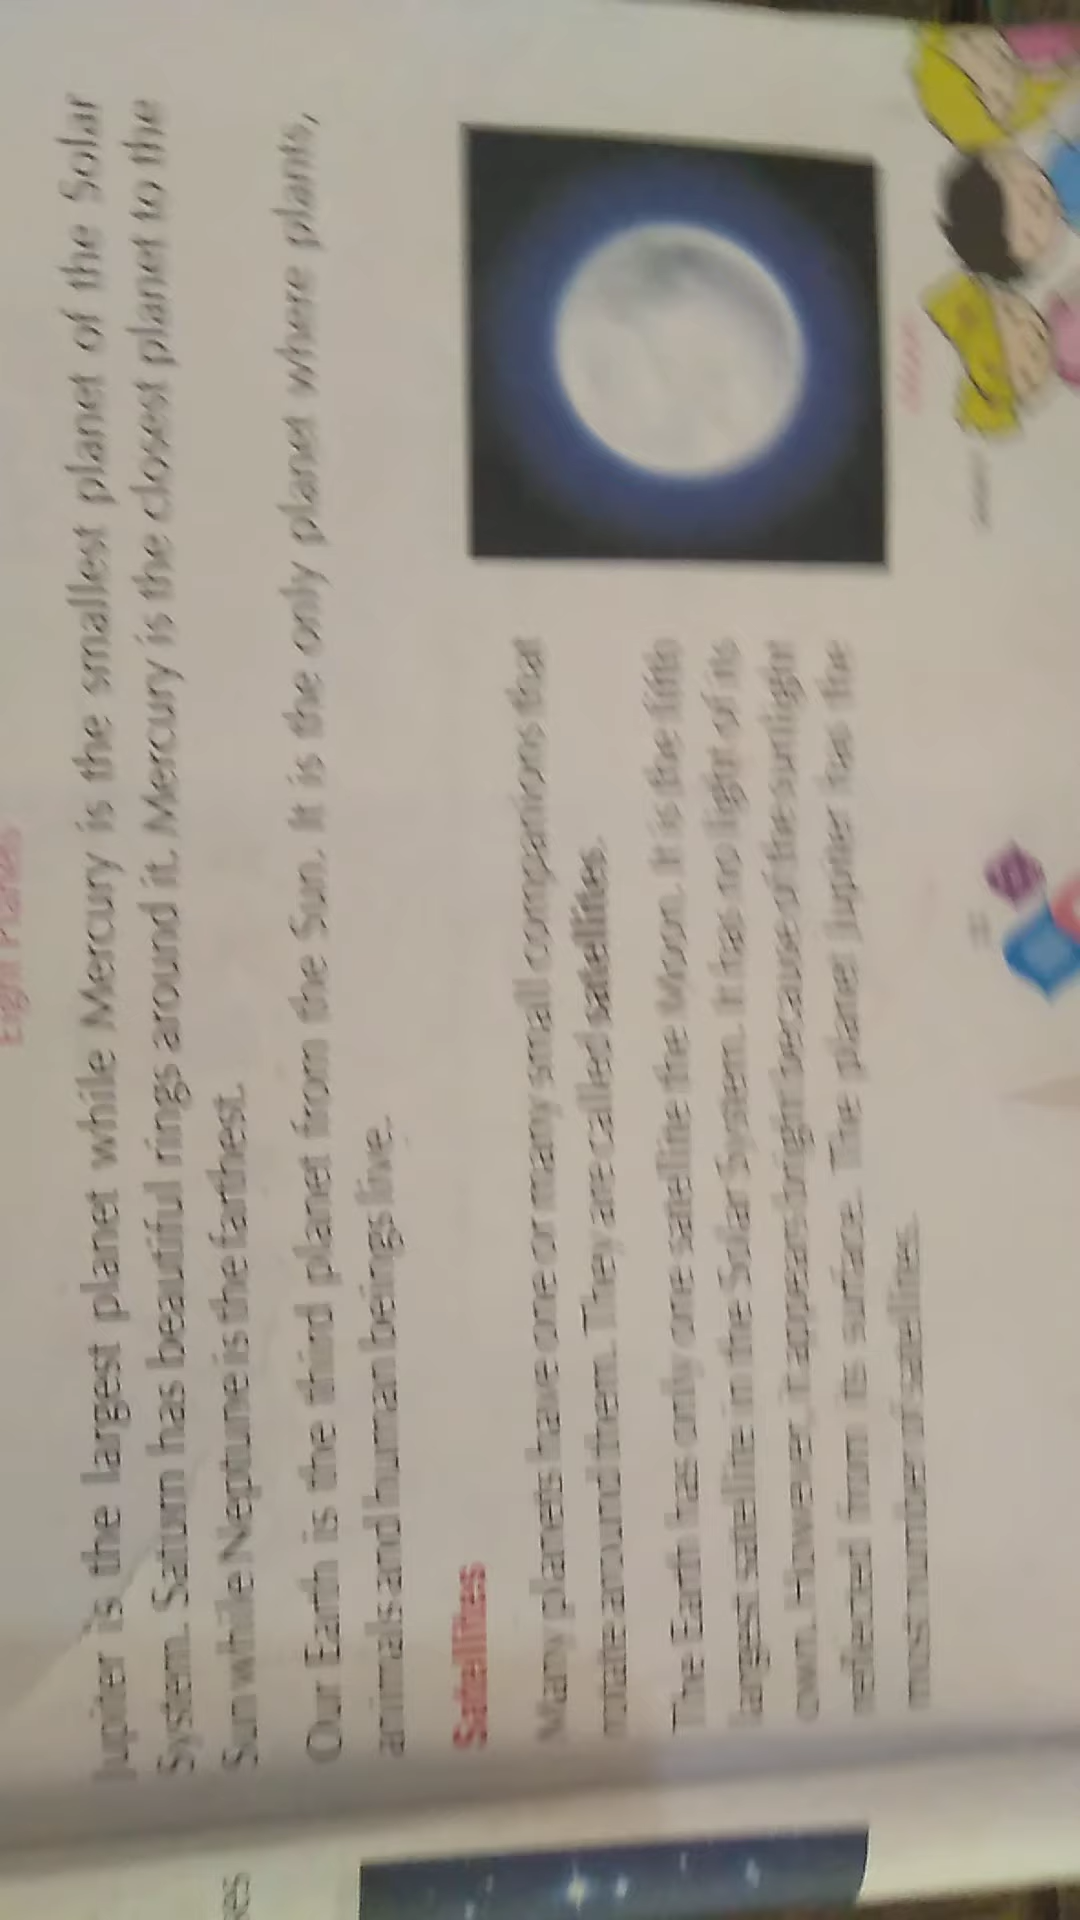 Eight Planets
Jupiter is the largest planet while Mercury is the smallest planet of the Solar
System. Saturn has beautiful rings around it. Mercury is the closest planet to the
Sun while Neptune is the farthest.
Our Earth is the third planet from the Sun. It is the only planet where plants,
animals and human beings live.
Satellites
Many planets have one or many small companions that
rotate around them. They are called satellites.
The Earth has only one satellite the Moon. It is the fifth
largest satellite in the Solar System. It has no light of its
own. However, it appears bright because of the sunlight
reflected from its surface. The planet Jupiter has the
most number of satellites.
Moon